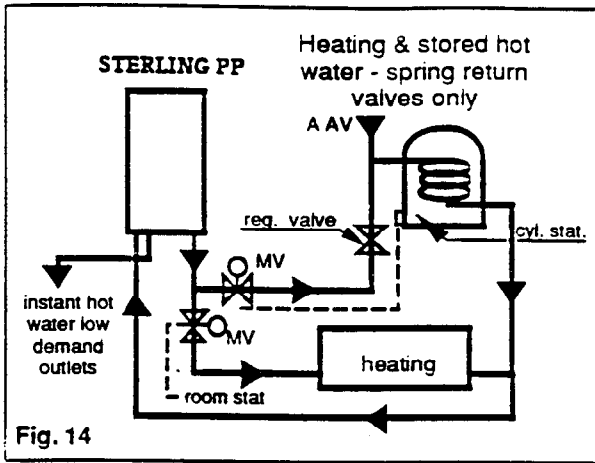 STERLING PP
Heating & stored hot
water - spring return
valves only
A AV
reg. valve
cyl. stat.
MV
instant hot
water low
demand
outlets
MV
heating
room stat
Fig. 14